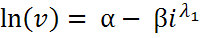 ln(v) = α − βi^λ₁